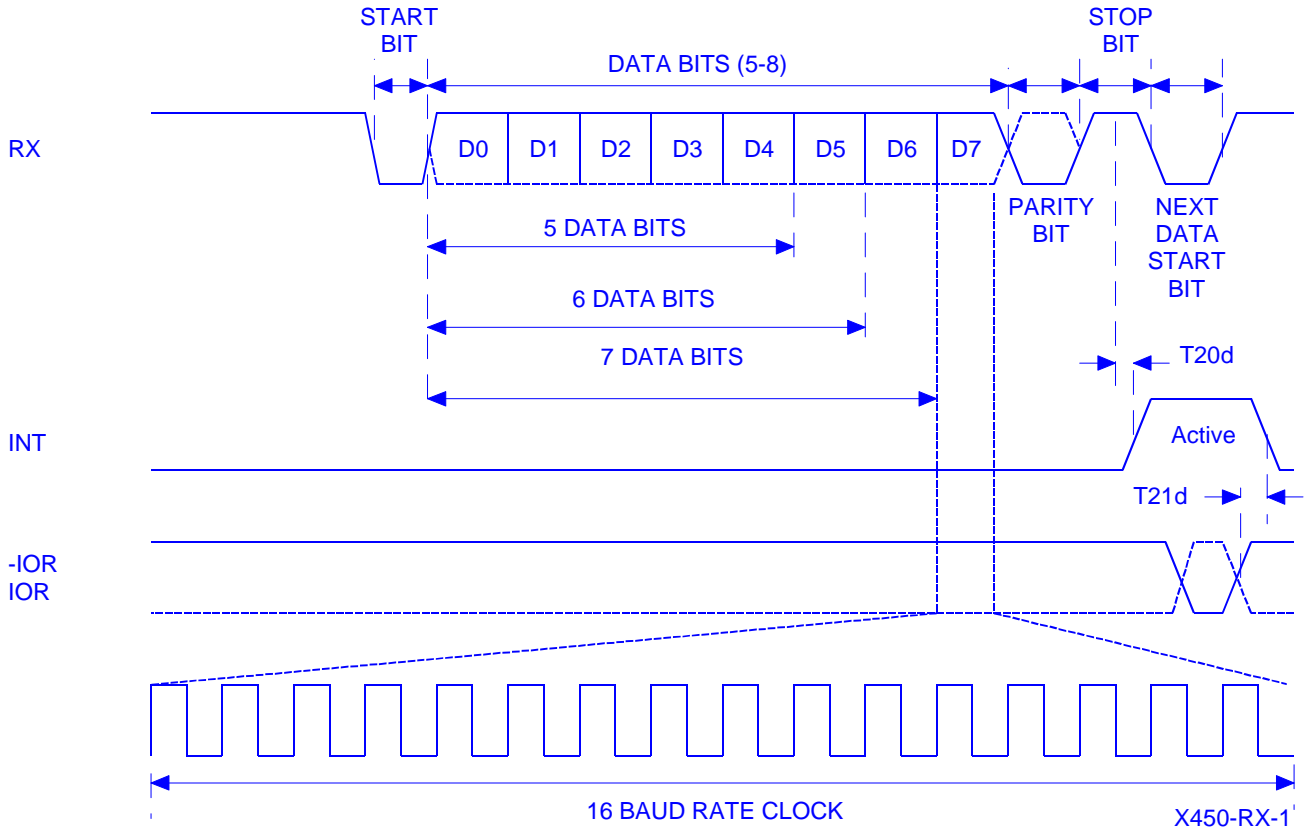 START
BIT
STOP
BIT
DATA BITS (5-8)
RX
D0 D1 D2 D3 D4 D5 D6 D7
PARITY
BIT
NEXT
DATA
START
BIT
5 DATA BITS
6 DATA BITS
7 DATA BITS
T20d
INT
Active
T21d
-IOR
IOR
16 BAUD RATE CLOCK
X450-RX-1